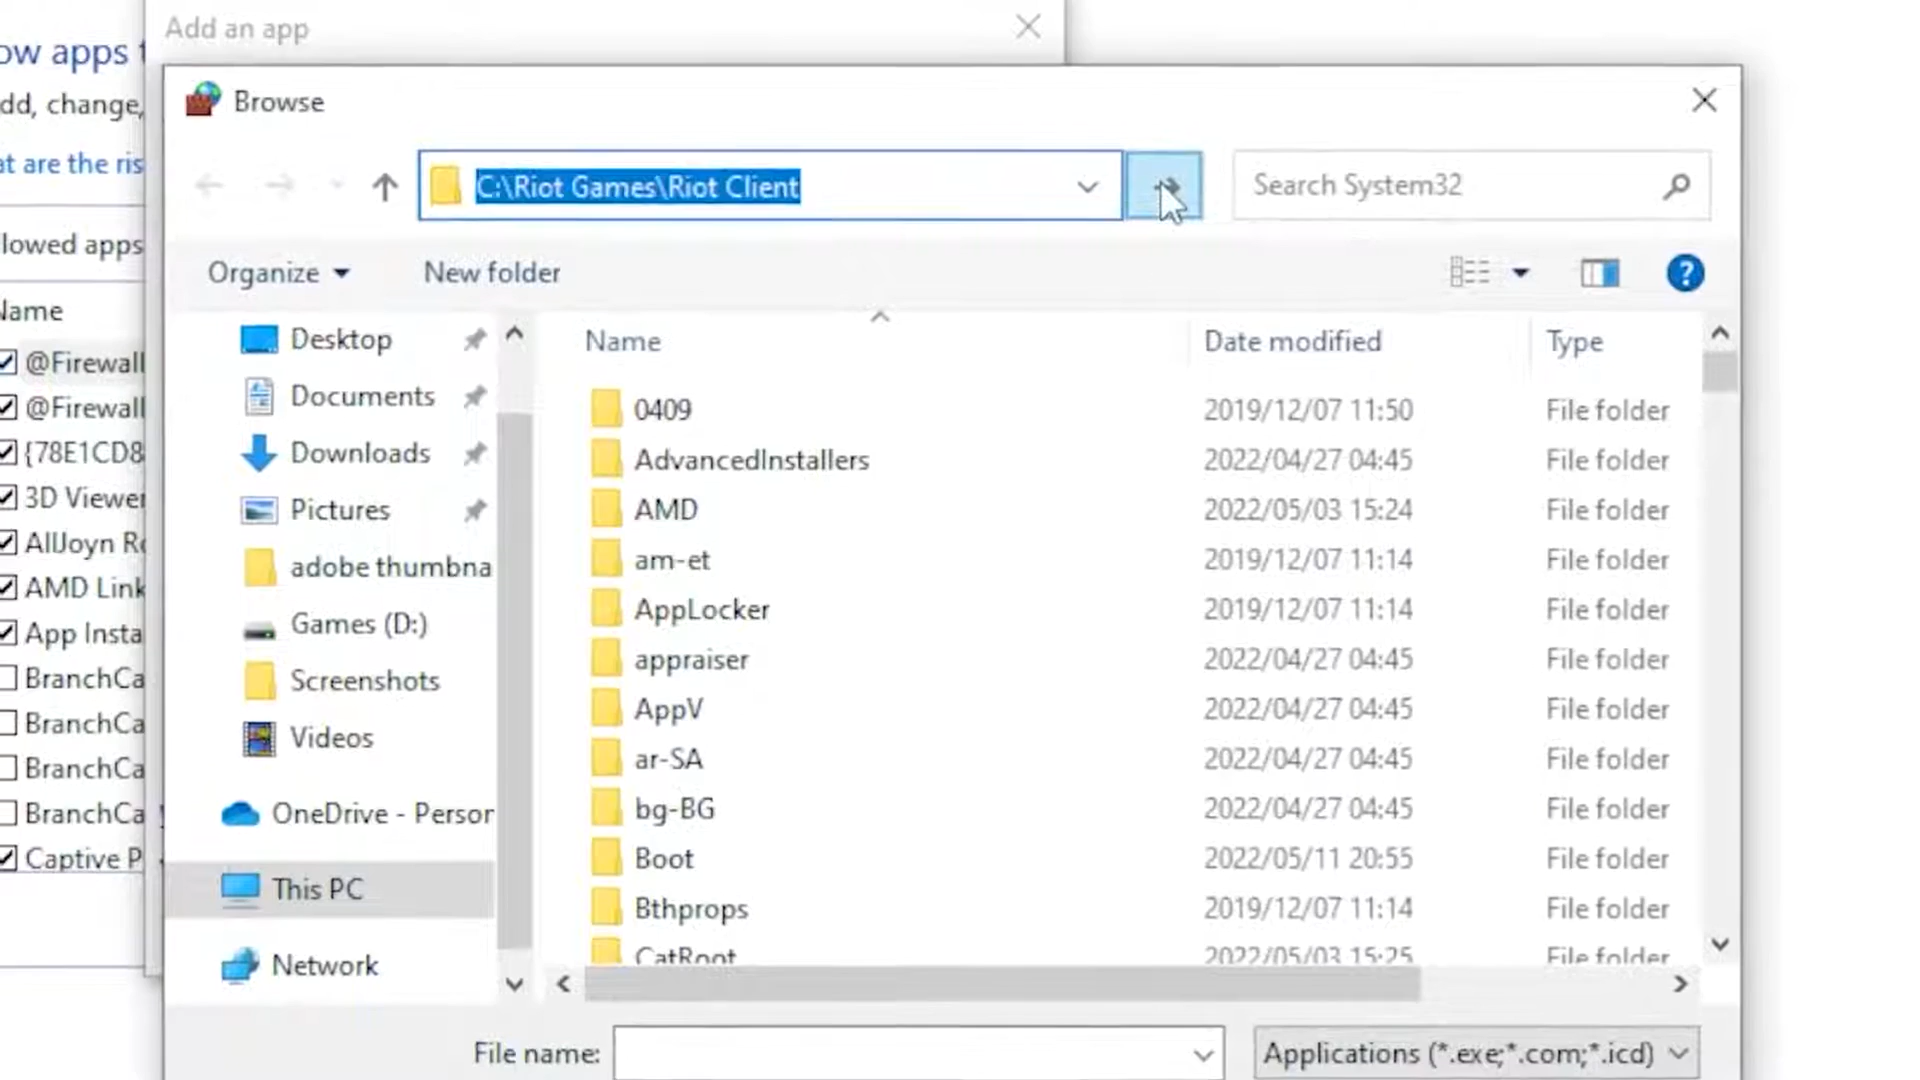 Add an app
ow apps t
Browse
dd, change,
C:\Riot Games\Riot Client
Search System32
at are the ris
Organize
New folder
lowed apps
Name
Date modified
Type
Name
Desktop
Documents
Downloads
Pictures
adobe thumbna
Games (D:)
Screenshots
Videos
OneDrive - Person
This PC
Network
@Firewall
@Firewall
{78E1CD8
3D Viewer
AllJoyn Ro
AMD Link
App Insta
BranchCa
BranchCa
BranchCa
BranchCa
Captive P
0409 2019/12/07 11:50 File folder
AdvancedInstallers 2022/04/27 04:45 File folder
AMD 2022/05/03 15:24 File folder
am-et 2019/12/07 11:14 File folder
AppLocker 2019/12/07 11:14 File folder
appraiser 2022/04/27 04:45 File folder
AppV 2022/04/27 04:45 File folder
ar-SA 2022/04/27 04:45 File folder
bg-BG 2022/04/27 04:45 File folder
Boot 2022/05/11 20:55 File folder
Bthprops 2019/12/07 11:14 File folder
CatRoot 2022/05/03 15:25 File folder
File name:
Applications (*.exe;*.com;*.icd)